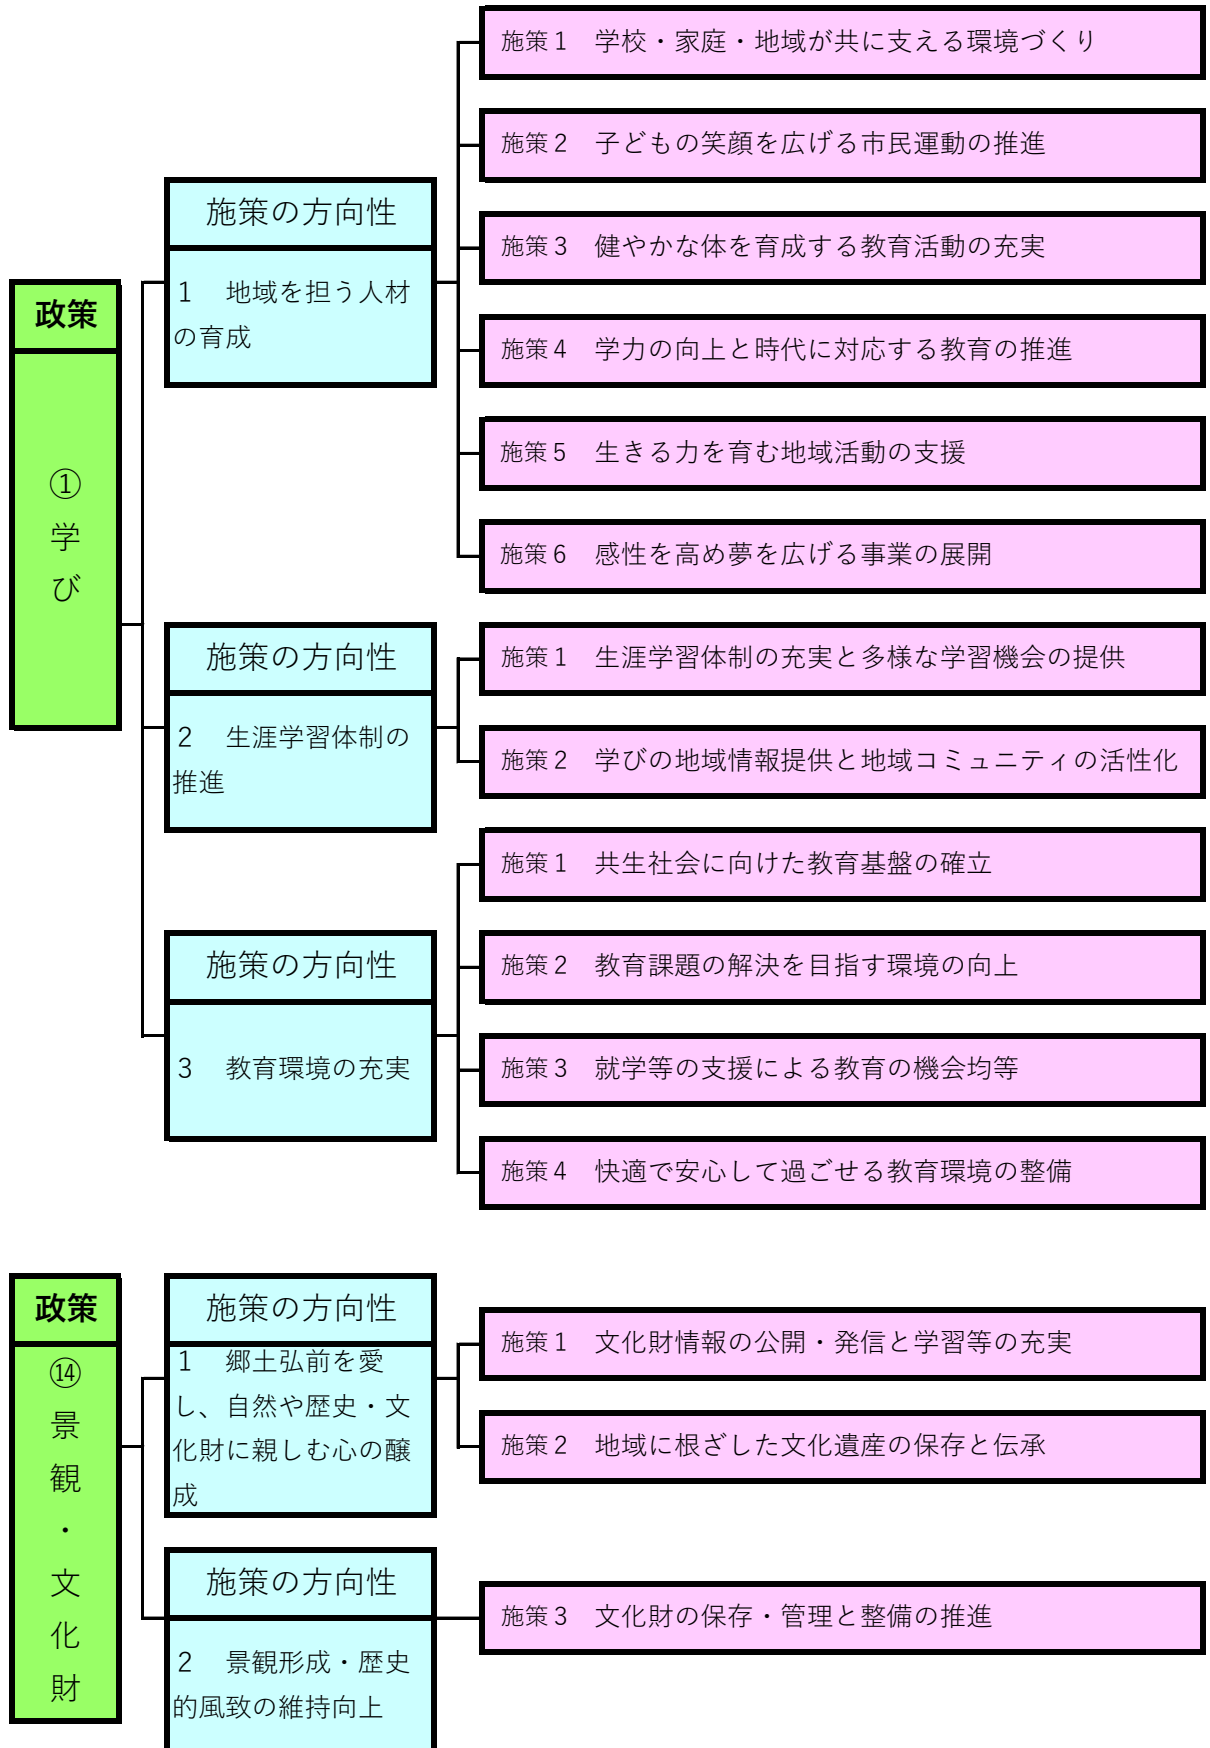 政策
①
学
び
施策の方向性
1　地域を担う人材
の育成
施策1　学校・家庭・地域が共に支える環境づくり
施策2　子どもの笑顔を広げる市民運動の推進
施策3　健やかな体を育成する教育活動の充実
施策4　学力の向上と時代に対応する教育の推進
施策5　生きる力を育む地域活動の支援
施策6　感性を高め夢を広げる事業の展開
施策の方向性
2　生涯学習体制の
推進
施策1　生涯学習体制の充実と多様な学習機会の提供
施策2　学びの地域情報提供と地域コミュニティの活性化
施策の方向性
3　教育環境の充実
施策1　共生社会に向けた教育基盤の確立
施策2　教育課題の解決を目指す環境の向上
施策3　就学等の支援による教育の機会均等
施策4　快適で安心して過ごせる教育環境の整備
政策
⑭
景
観
・
文
化
財
施策の方向性
1　郷土弘前を愛
し、自然や歴史・文
化財に親しむ心の醸
成
施策1　文化財情報の公開・発信と学習等の充実
施策2　地域に根ざした文化遺産の保存と伝承
施策の方向性
2　景観形成・歴史
的風致の維持向上
施策3　文化財の保存・管理と整備の推進